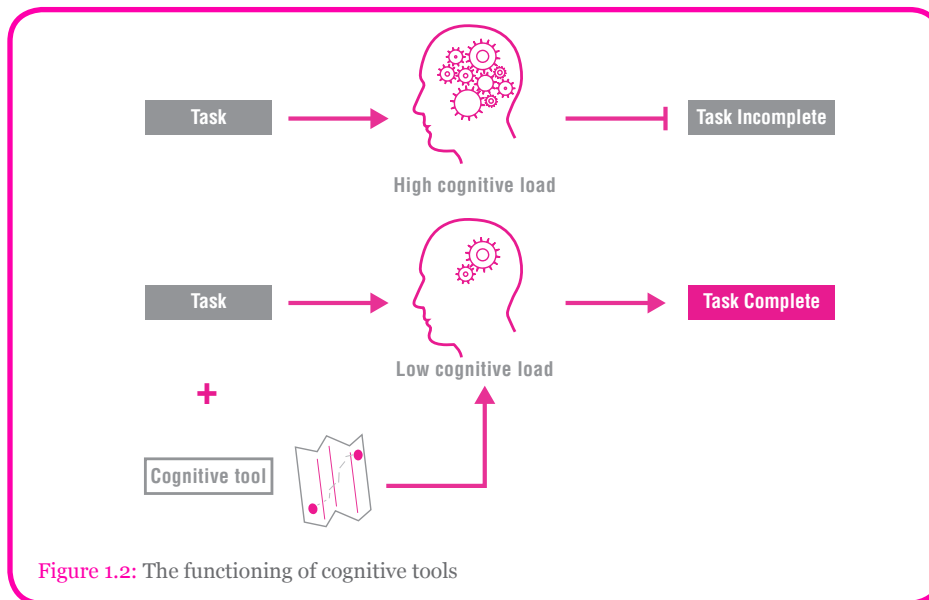 Task
Task Incomplete
High cognitive load
Task
Task Complete
Low cognitive load
+
Cognitive tool
Figure 1.2: The functioning of cognitive tools